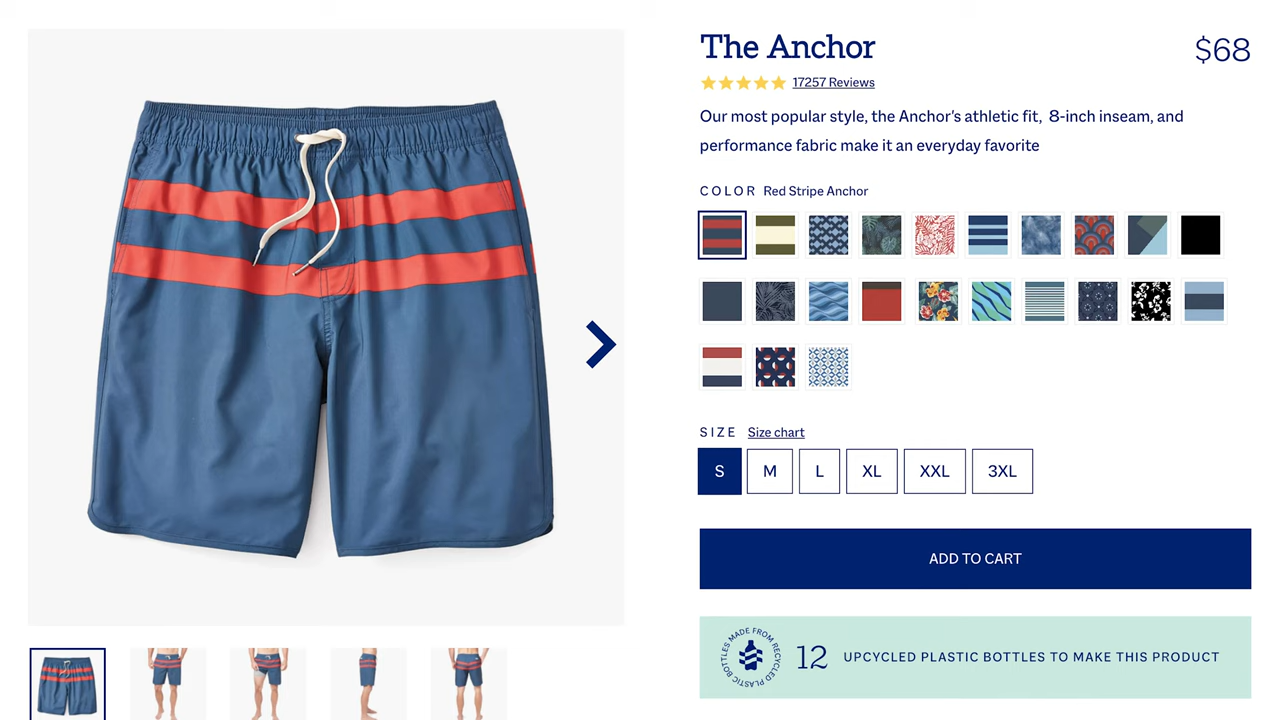 The Anchor
$68
17257 Reviews
Our most popular style, the Anchor's athletic fit, 8-inch inseam, and
performance fabric make it an everyday favorite
COLOR Red Stripe Anchor
SIZE Size chart
S M L XL XXL 3XL
ADD TO CART
MADE FROM RECYCLED PLASTIC BOTTLES
12 UPCYCLED PLASTIC BOTTLES TO MAKE THIS PRODUCT